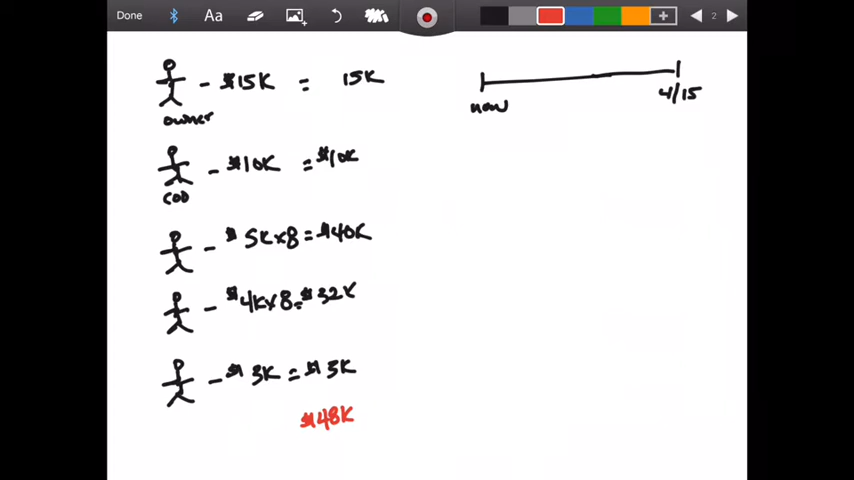 Done
Aa
2
- $15K = 15K
owner
now
4/15
- $10K = $10K
COO
- $5K x 8 = $40K
- $4K x 8 = $32K
- $3K = $3K
$48K